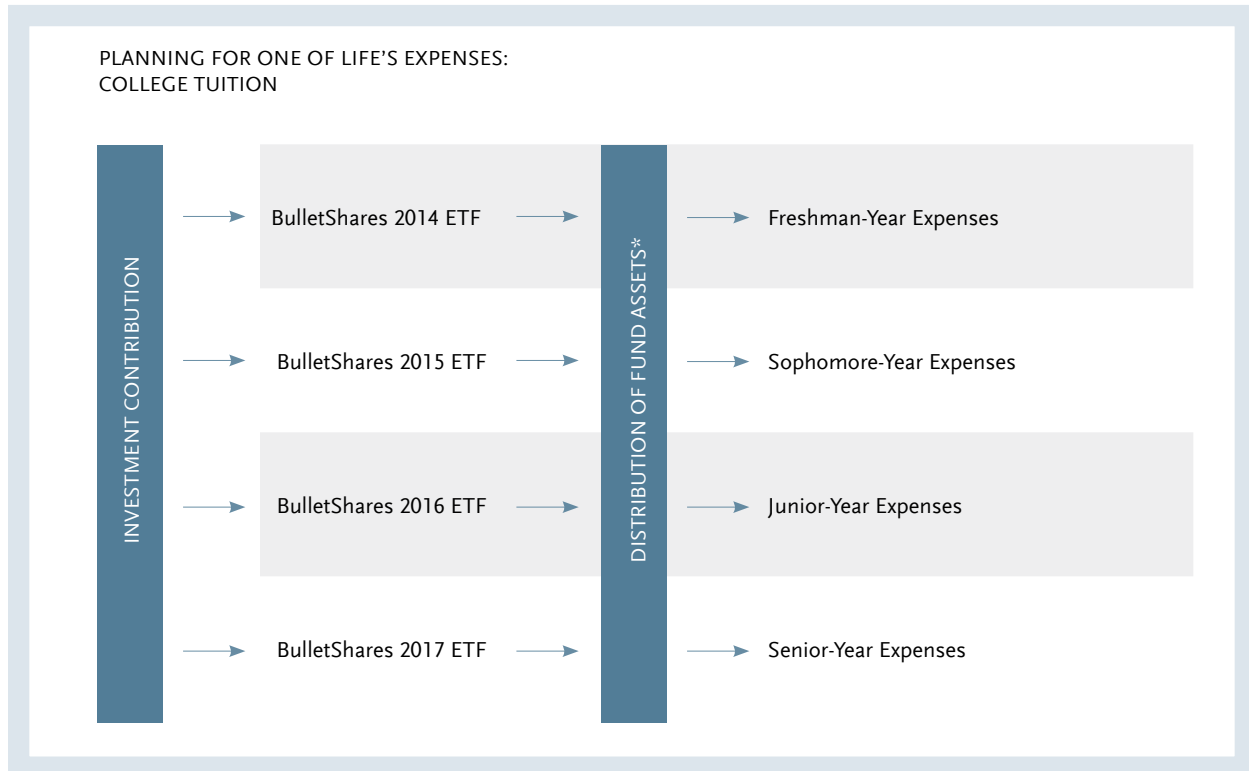 PLANNING FOR ONE OF LIFE’S EXPENSES:
COLLEGE TUITION
INVESTMENT CONTRIBUTION
DISTRIBUTION OF FUND ASSETS*
BulletShares 2014 ETF
Freshman-Year Expenses
BulletShares 2015 ETF
Sophomore-Year Expenses
BulletShares 2016 ETF
Junior-Year Expenses
BulletShares 2017 ETF
Senior-Year Expenses